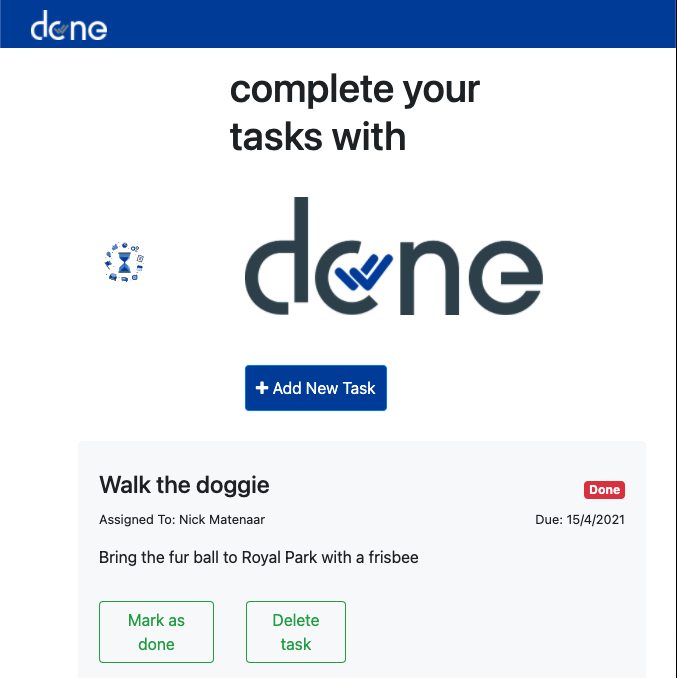 done
complete your
tasks with
done
+ Add New Task
Walk the doggie
Done
Assigned To: Nick Matenaar
Due: 15/4/2021
Bring the fur ball to Royal Park with a frisbee
Mark as
done
Delete
task